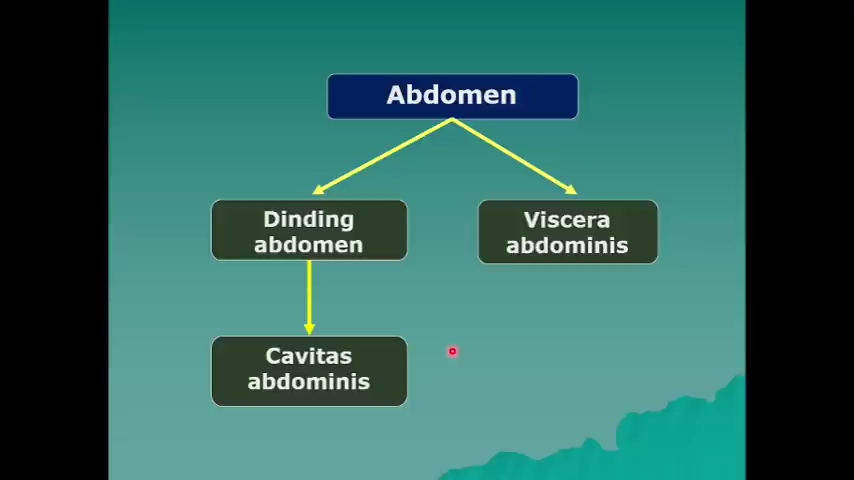 Abdomen
Dinding
abdomen
Viscera
abdominis
Cavitas
abdominis